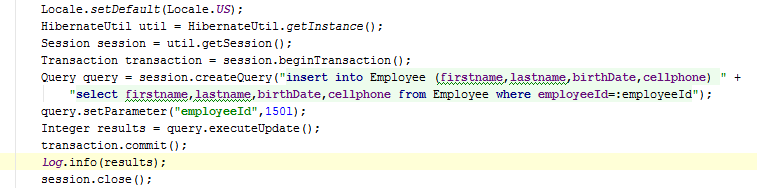 Locale.setDefault(Locale.US);
HibernateUtil util = HibernateUtil.getInstance();
Session session = util.getSession();
Transaction transaction = session.beginTransaction();
Query query = session.createQuery("insert into Employee (firstname,lastname,birthDate,cellphone) " +
"select firstname,lastname,birthDate,cellphone from Employee where employeeId=:employeeId");
query.setParameter("employeeId",150l);
Integer results = query.executeUpdate();
transaction.commit();
log.info(results);
session.close();